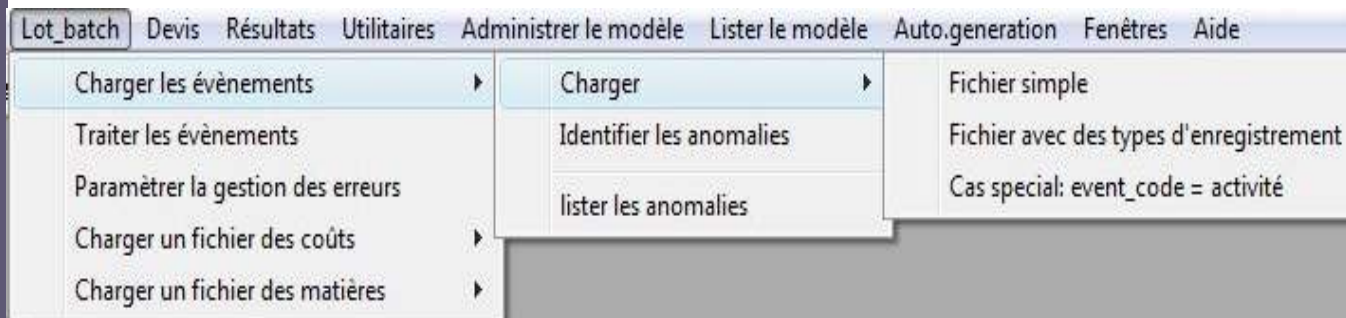 Lot_batch Devis Résultats Utilitaires Administrer le modèle Lister le modèle Auto.generation Fenêtres Aide
Charger les évènements
Traiter les évènements
Paramètrer la gestion des erreurs
Charger un fichier des coûts
Charger un fichier des matières
Charger
Identifier les anomalies
lister les anomalies
Fichier simple
Fichier avec des types d'enregistrement
Cas special: event_code = activité